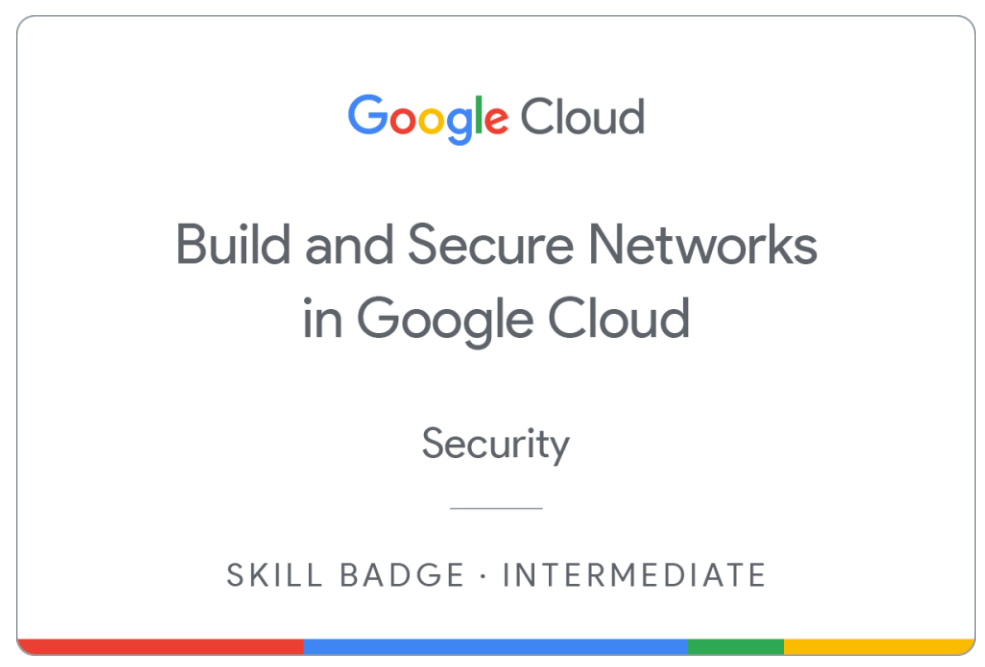 Google Cloud
Build and Secure Networks
in Google Cloud
Security
SKILL BADGE · INTERMEDIATE